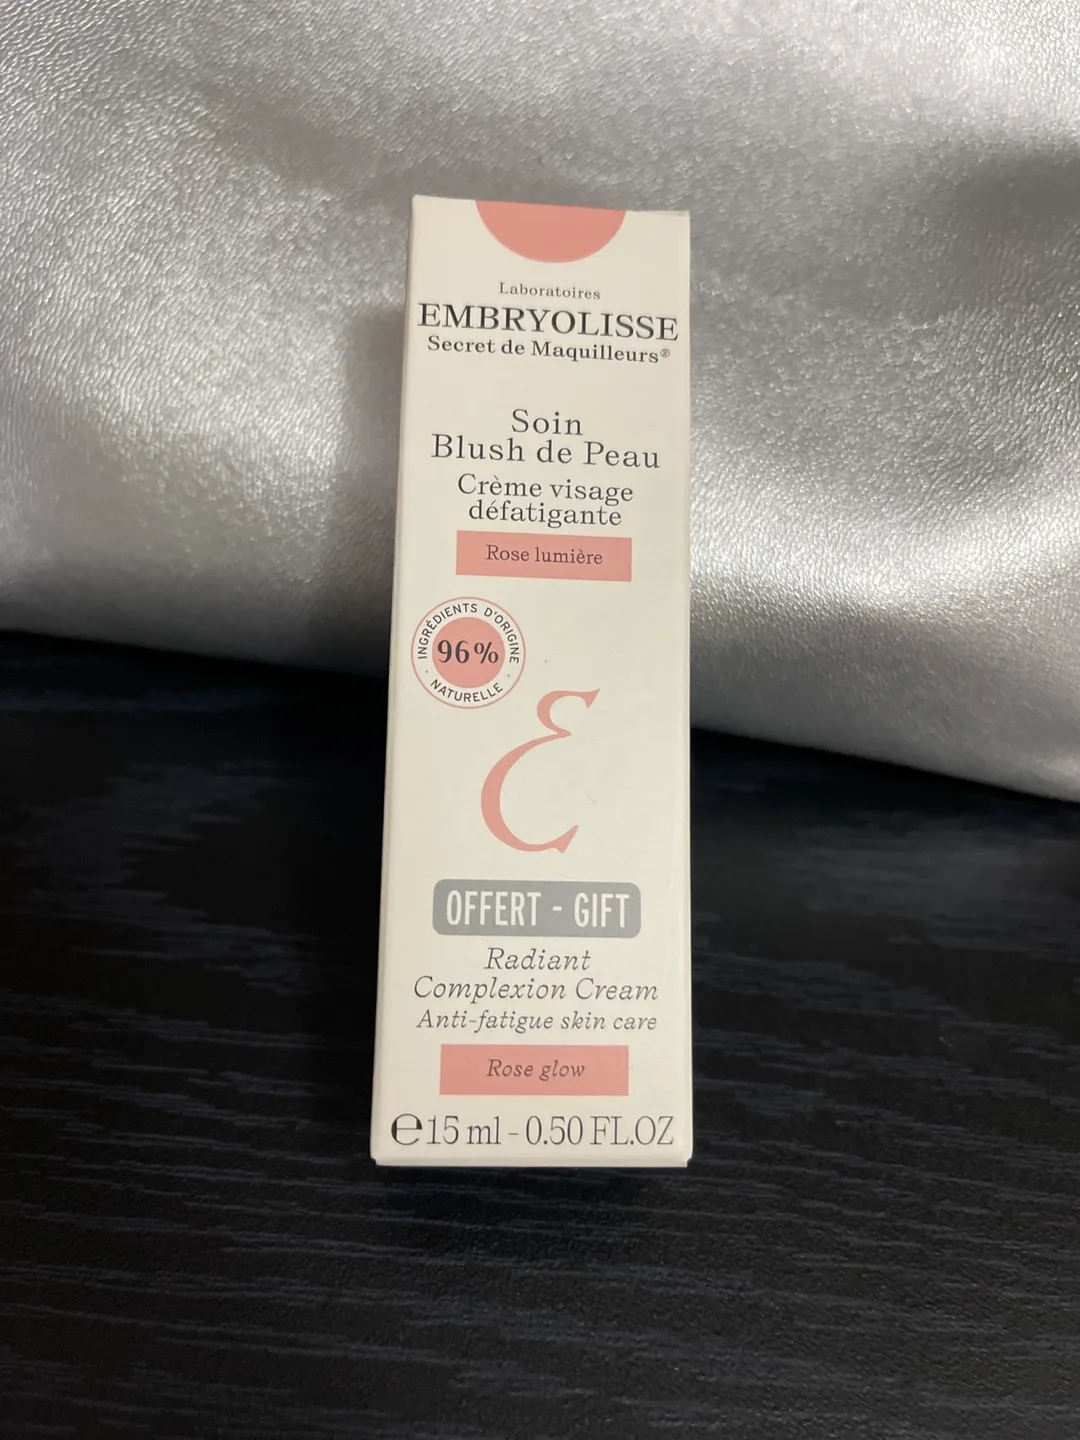 Laboratoires
EMBRYOLISSE
Secret de Maquilleurs®
Soin
Blush de Peau
Crème visage
défatigante
Rose lumière
INGRÉDIENTS D'ORIGINE
96%
NATURELLE
E
OFFERT - GIFT
Radiant
Complexion Cream
Anti-fatigue skin care
Rose glow
℮15 ml - 0.50 FL.OZ